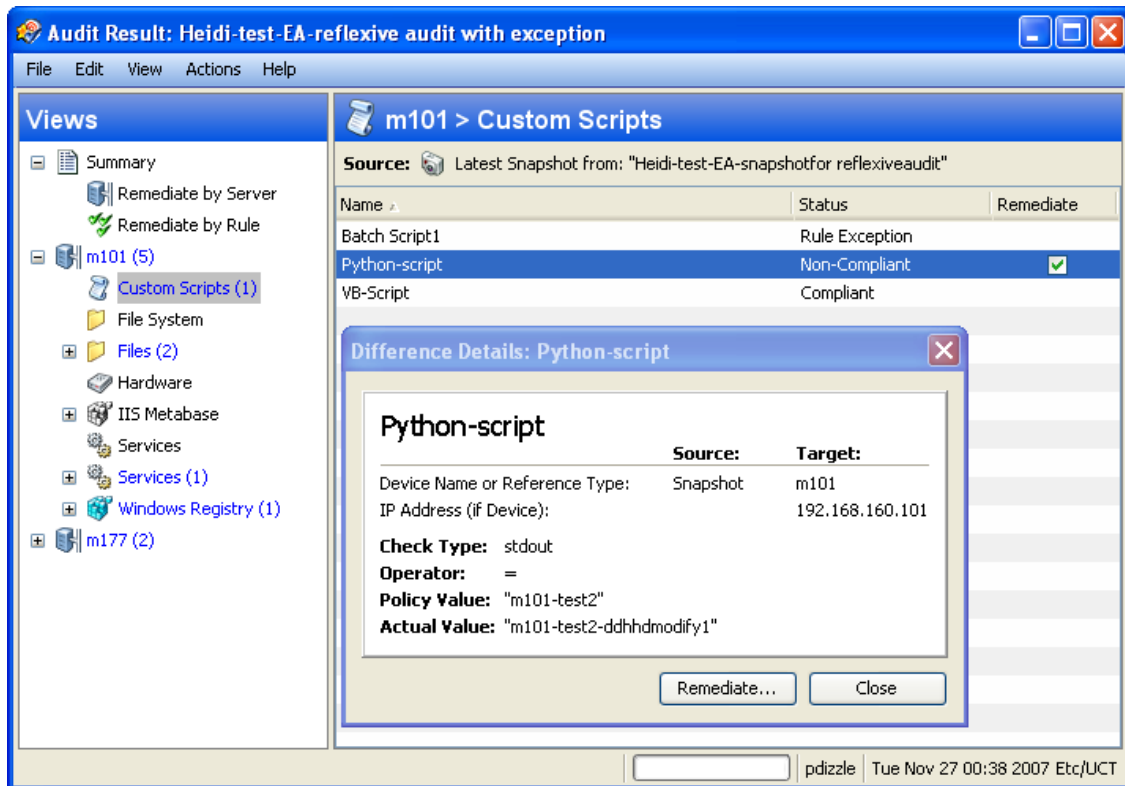 Audit Result: Heidi-test-EA-reflexive audit with exception
File Edit View Actions Help
Views
Summary
Remediate by Server
Remediate by Rule
m101 (5)
Custom Scripts (1)
File System
Files (2)
Hardware
IIS Metabase
Services
Services (1)
Windows Registry (1)
m177 (2)
m101 > Custom Scripts
Source: Latest Snapshot from: "Heidi-test-EA-snapshotfor reflexiveaudit"
Name Status Remediate
Batch Script1 Rule Exception
Python-script Non-Compliant
VB-Script Compliant
Difference Details: Python-script
Python-script
Source: Target:
Device Name or Reference Type: Snapshot m101
IP Address (if Device): 192.168.160.101
Check Type: stdout
Operator: =
Policy Value: "m101-test2"
Actual Value: "m101-test2-ddhhdmodify1"
Remediate... Close
pdizzle Tue Nov 27 00:38 2007 Etc/UCT